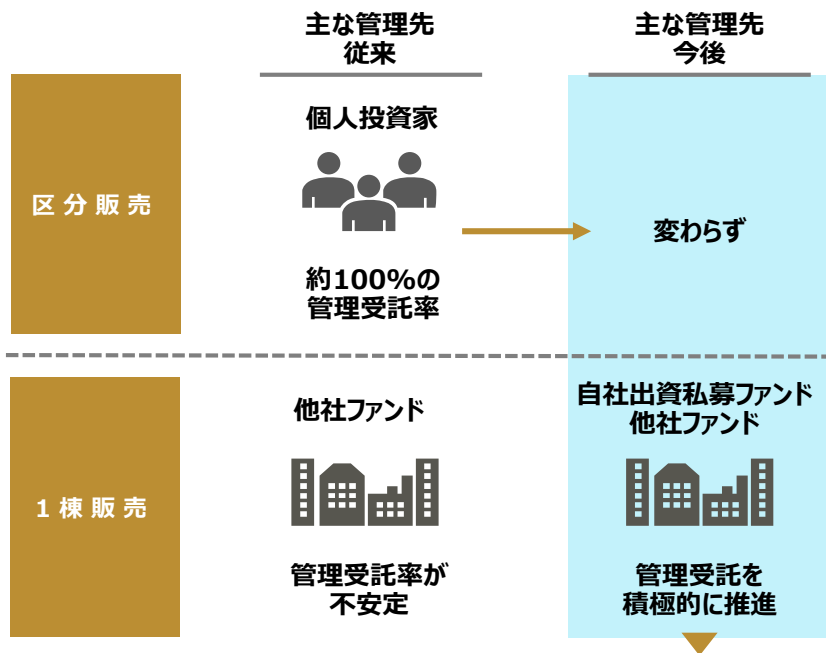 主な管理先
従来
主な管理先
今後
区分販売
個人投資家
約100%の
管理受託率
変わらず
1棟販売
他社ファンド
管理受託率が
不安定
自社出資私募ファンド
他社ファンド
管理受託を
積極的に推進